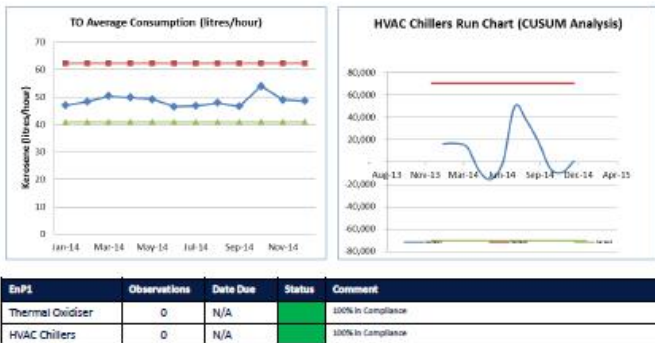 TO Average Consumption (litres/hour)
Kerosene (litres/hour)
70
60
50
40
30
20
10
0
Jan-14 Mar-14 May-14 Jul-14 Sep-14 Nov-14
HVAC Chillers Run Chart (CUSUM Analysis)
80,000
60,000
40,000
20,000
-
Aug-13 Nov-13 Mar-14 Jun-14 Sep-14 Dec-14 Apr-15
-20,000
-40,000
-60,000
-80,000
EnP1 Observations Date Due Status Comment
Thermal Oxidiser 0 N/A 100% in Compliance
HVAC Chillers 0 N/A 100% in Compliance